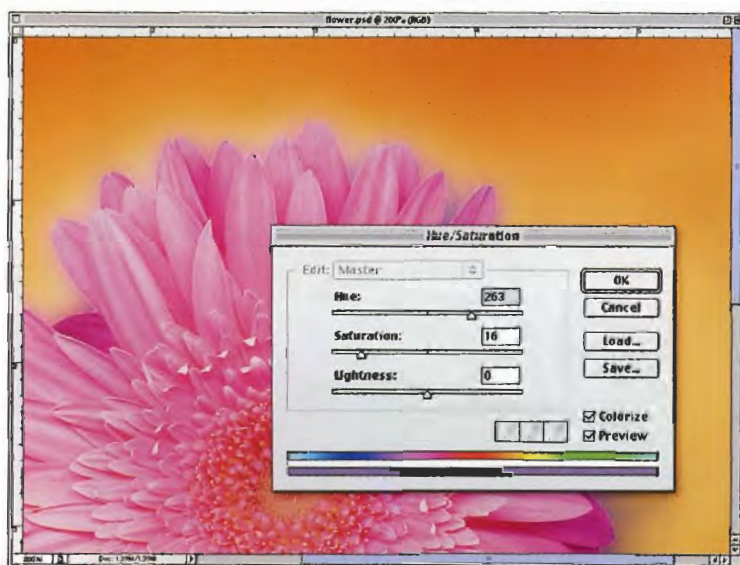 flower.psd @ 200% (RGB)
Hue/Saturation
Edit: Master
OK
Hue: 263
Cancel
Saturation: 16
Load...
Lightness: 0
Save...
Colorize
Preview
200%